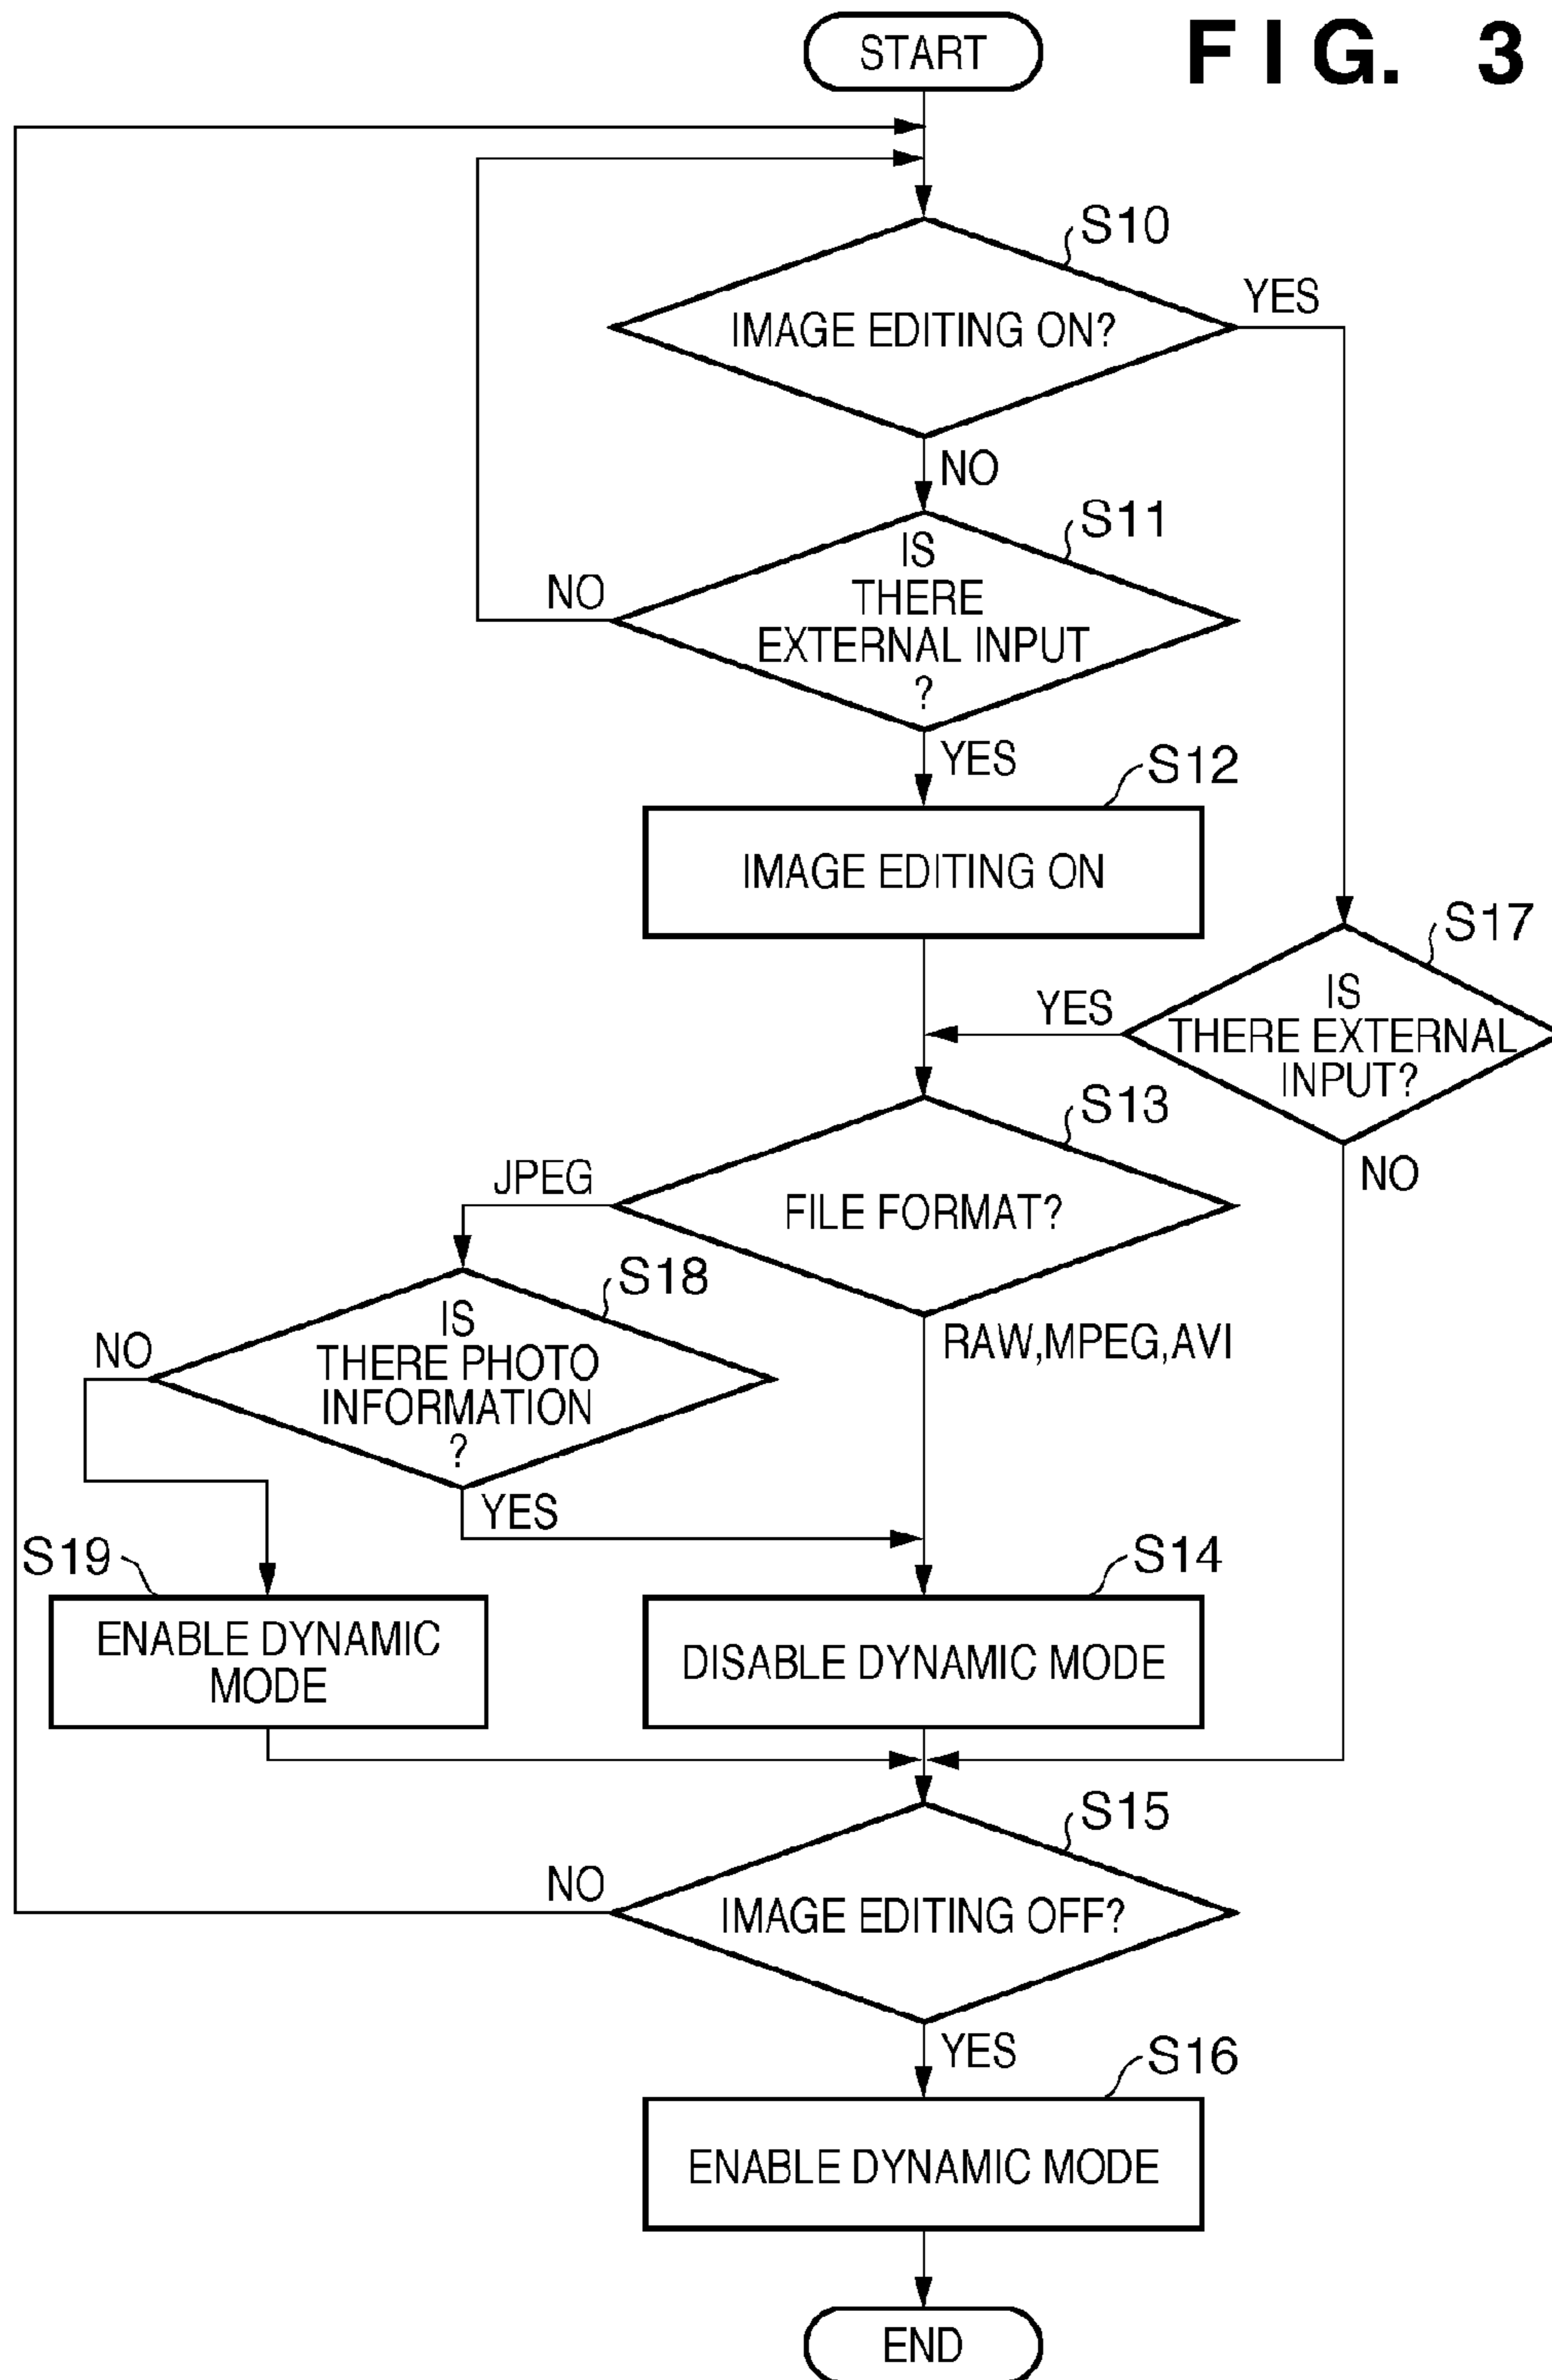 START
FIG. 3
S10
IMAGE EDITING ON?
YES
NO
S11
IS
THERE
EXTERNAL INPUT
?
NO
YES
S12
IMAGE EDITING ON
S17
IS
THERE EXTERNAL
INPUT?
YES
NO
S13
FILE FORMAT?
JPEG
RAW,MPEG,AVI
S18
IS
THERE PHOTO
INFORMATION
?
NO
YES
S19
ENABLE DYNAMIC
MODE
S14
DISABLE DYNAMIC MODE
S15
IMAGE EDITING OFF?
NO
YES
S16
ENABLE DYNAMIC MODE
END